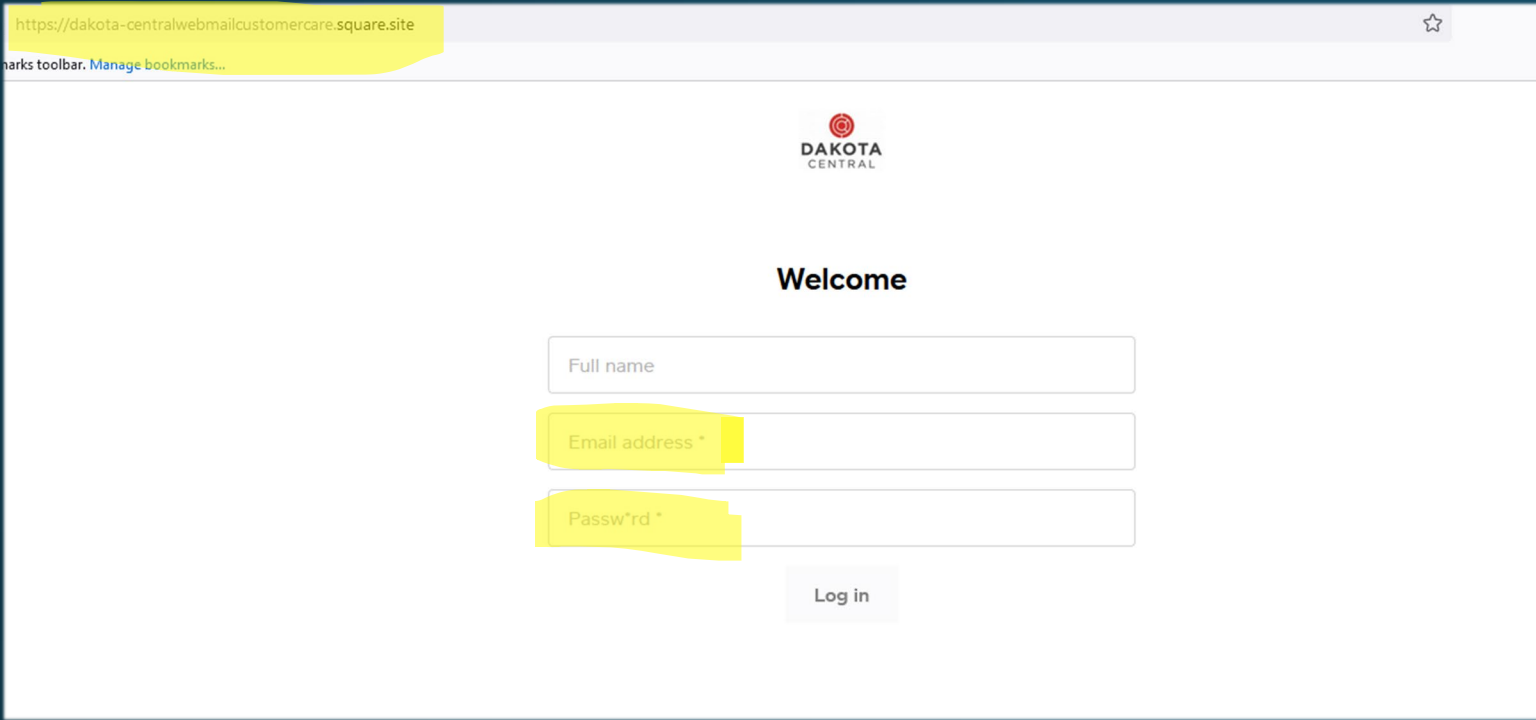 https://dakota-centralwebmailcustomercare.square.site
marks toolbar. Manage bookmarks...
DAKOTA
CENTRAL
Welcome
Full name
Email address *
Passw*rd *
Log in